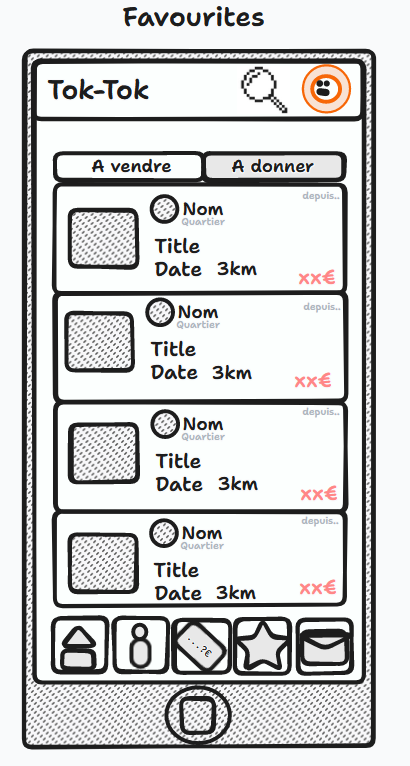 Favourites
Tok-Tok
A vendre A donner
depuis..
Nom
Quartier
Title
Date 3km
xx€
depuis..
Nom
Quartier
Title
Date 3km
xx€
depuis..
Nom
Quartier
Title
Date 3km
xx€
depuis..
Nom
Quartier
Title
Date 3km
xx€
...?€